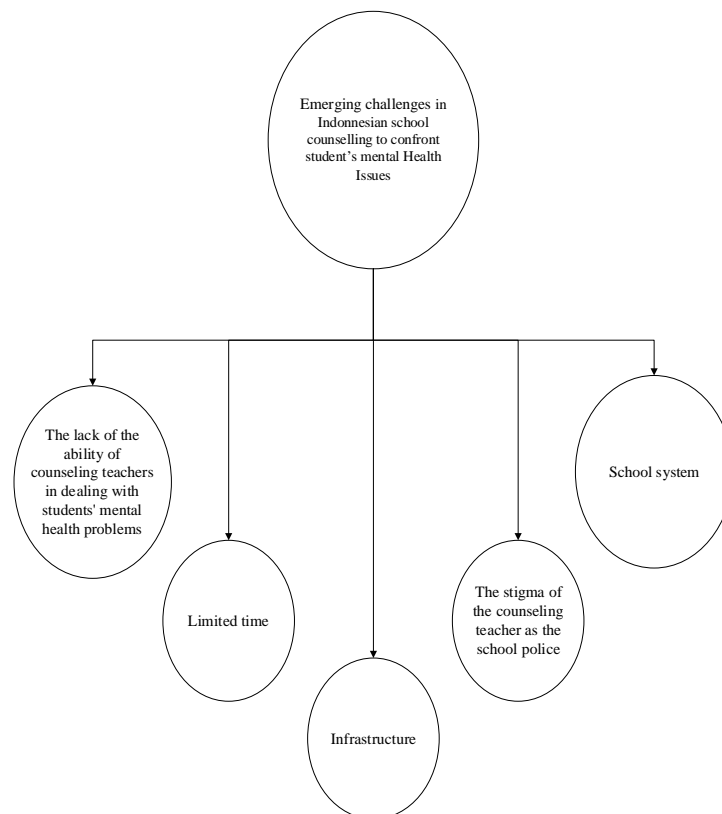 Emerging challenges in
Indonnesian school
counselling to confront
student’s mental Health
Issues
The lack of the
ability of
counseling teachers
in dealing with
students' mental
health problems
Limited time
Infrastructure
The stigma of
the counseling
teacher as the
school police
School system